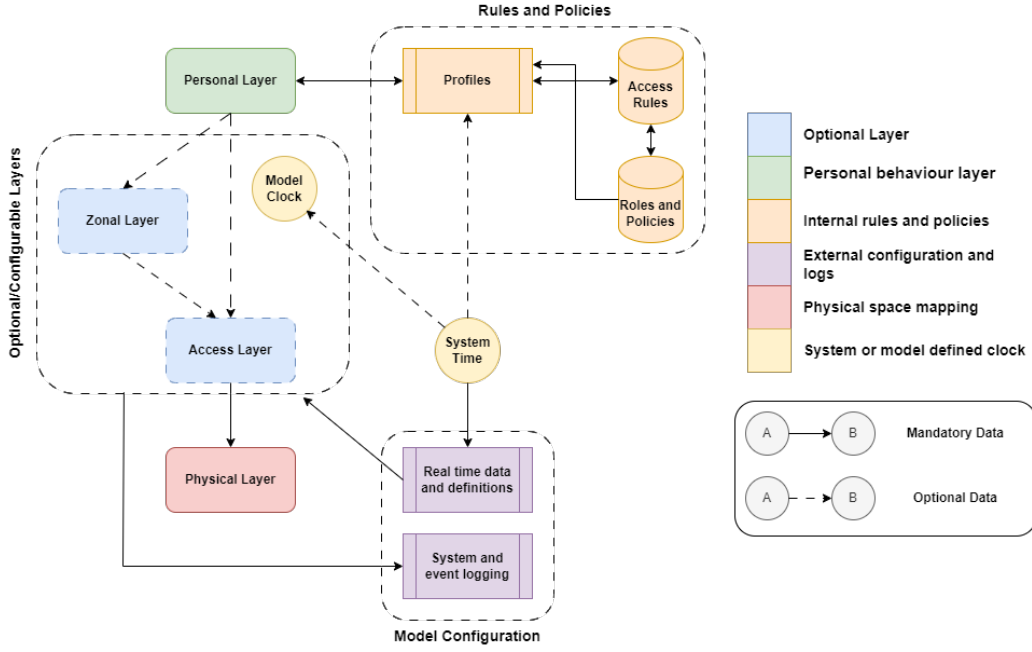 Rules and Policies
Personal Layer
Profiles
Access
Rules
Roles and
Policies
Optional/Configurable Layers
Model
Clock
Zonal Layer
Access Layer
System
Time
Physical Layer
Real time data
and definitions
System and
event logging
Model Configuration
Optional Layer
Personal behaviour layer
Internal rules and policies
External configuration and
logs
Physical space mapping
System or model defined clock
A
B
Mandatory Data
A
B
Optional Data